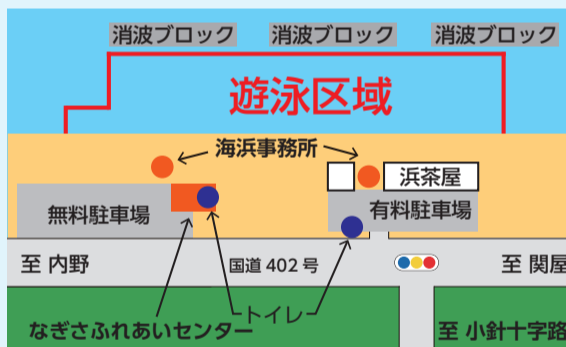 消波ブロック 消波ブロック 消波ブロック
遊泳区域
海浜事務所
浜茶屋
無料駐車場
有料駐車場
至 内野
国道 402 号
至 関屋
トイレ
なぎさふれあいセンター
至 小針十字路